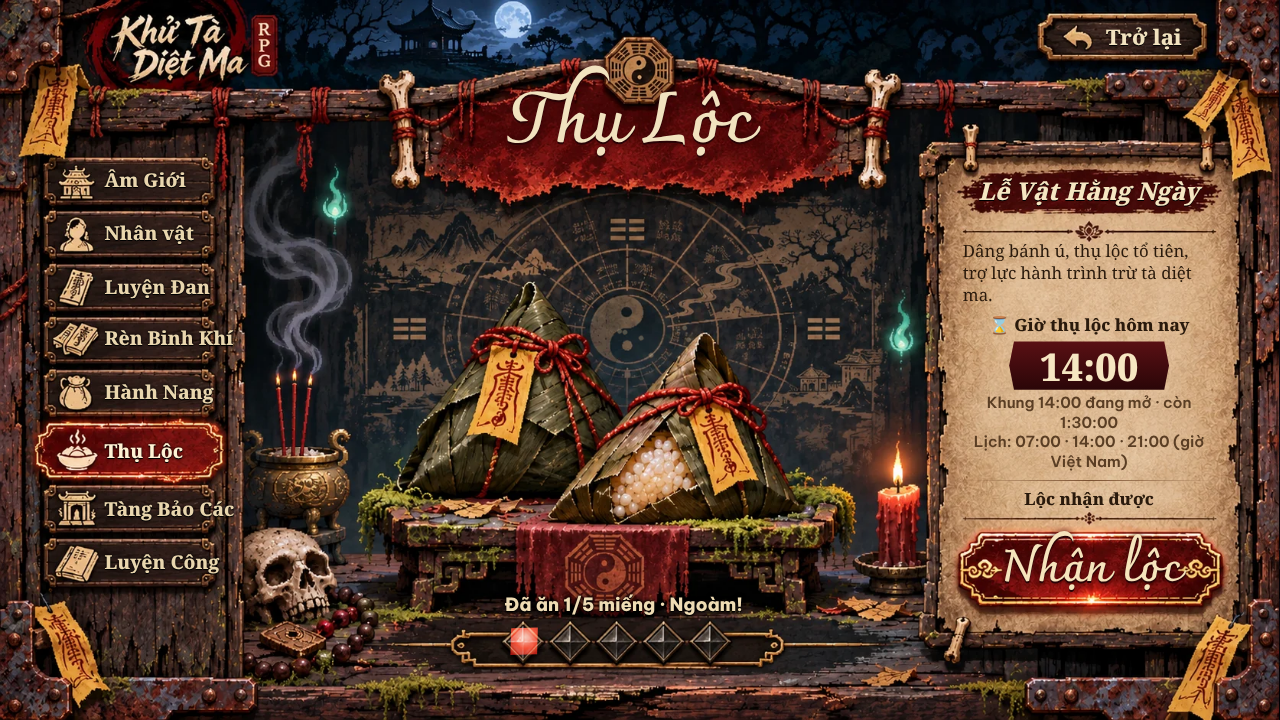 Khử Tà
Diệt Ma
RPG
Trở lại
Thụ Lộc
Âm Giới
Nhân vật
Luyện Đan
Rèn Binh Khí
Hành Nang
Thụ Lộc
Tàng Bảo Các
Luyện Công
Đã ăn 1/5 miếng · Ngoàm!
Lễ Vật Hằng Ngày
Dâng bánh ú, thụ lộc tổ tiên,
trợ lực hành trình trừ tà diệt
ma.
⌛ Giờ thụ lộc hôm nay
14:00
Khung 14:00 đang mở · còn
1:30:00
Lịch: 07:00 · 14:00 · 21:00 (giờ
Việt Nam)
Lộc nhận được
Nhận lộc